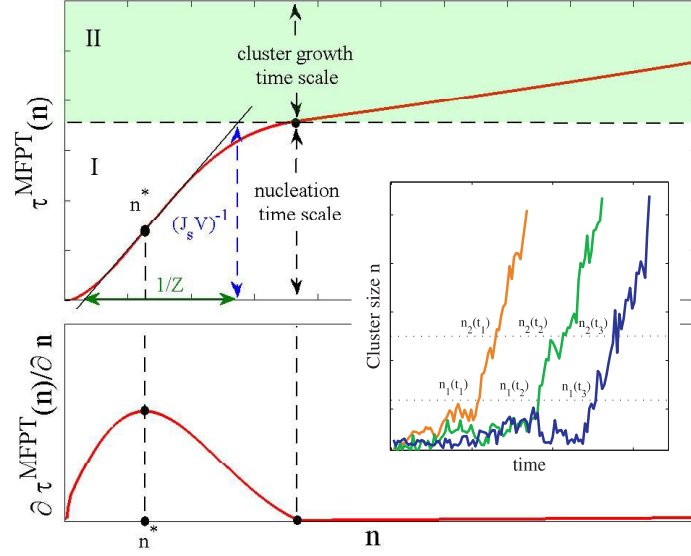 II
cluster growth
time scale
τ^MFPT(n)
I
n*
(J_sV)^-1
nucleation
time scale
1/Z
Cluster size n
n_2(t_1)
n_2(t_2)
n_2(t_3)
n_1(t_1)
n_1(t_2)
n_1(t_3)
time
∂ τ^MFPT(n)/∂ n
n*
n